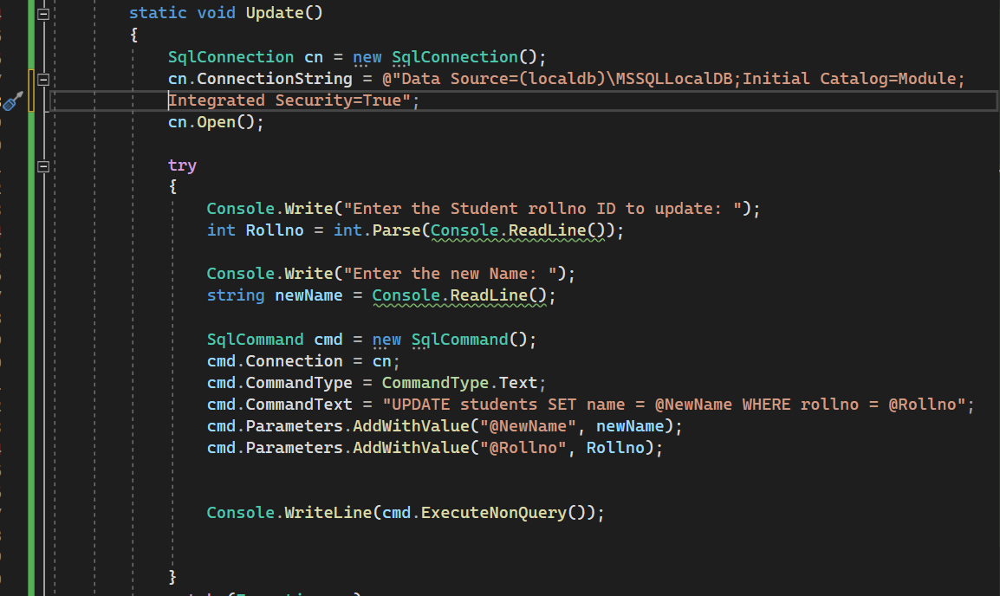 static void Update()
{
SqlConnection cn = new SqlConnection();
cn.ConnectionString = @"Data Source=(localdb)\MSSQLLocalDB;Initial Catalog=Module;
Integrated Security=True";
cn.Open();
try
{
Console.Write("Enter the Student rollno ID to update: ");
int Rollno = int.Parse(Console.ReadLine());
Console.Write("Enter the new Name: ");
string newName = Console.ReadLine();
SqlCommand cmd = new SqlCommand();
cmd.Connection = cn;
cmd.CommandType = CommandType.Text;
cmd.CommandText = "UPDATE students SET name = @NewName WHERE rollno = @Rollno";
cmd.Parameters.AddWithValue("@NewName", newName);
cmd.Parameters.AddWithValue("@Rollno", Rollno);
Console.WriteLine(cmd.ExecuteNonQuery());
}